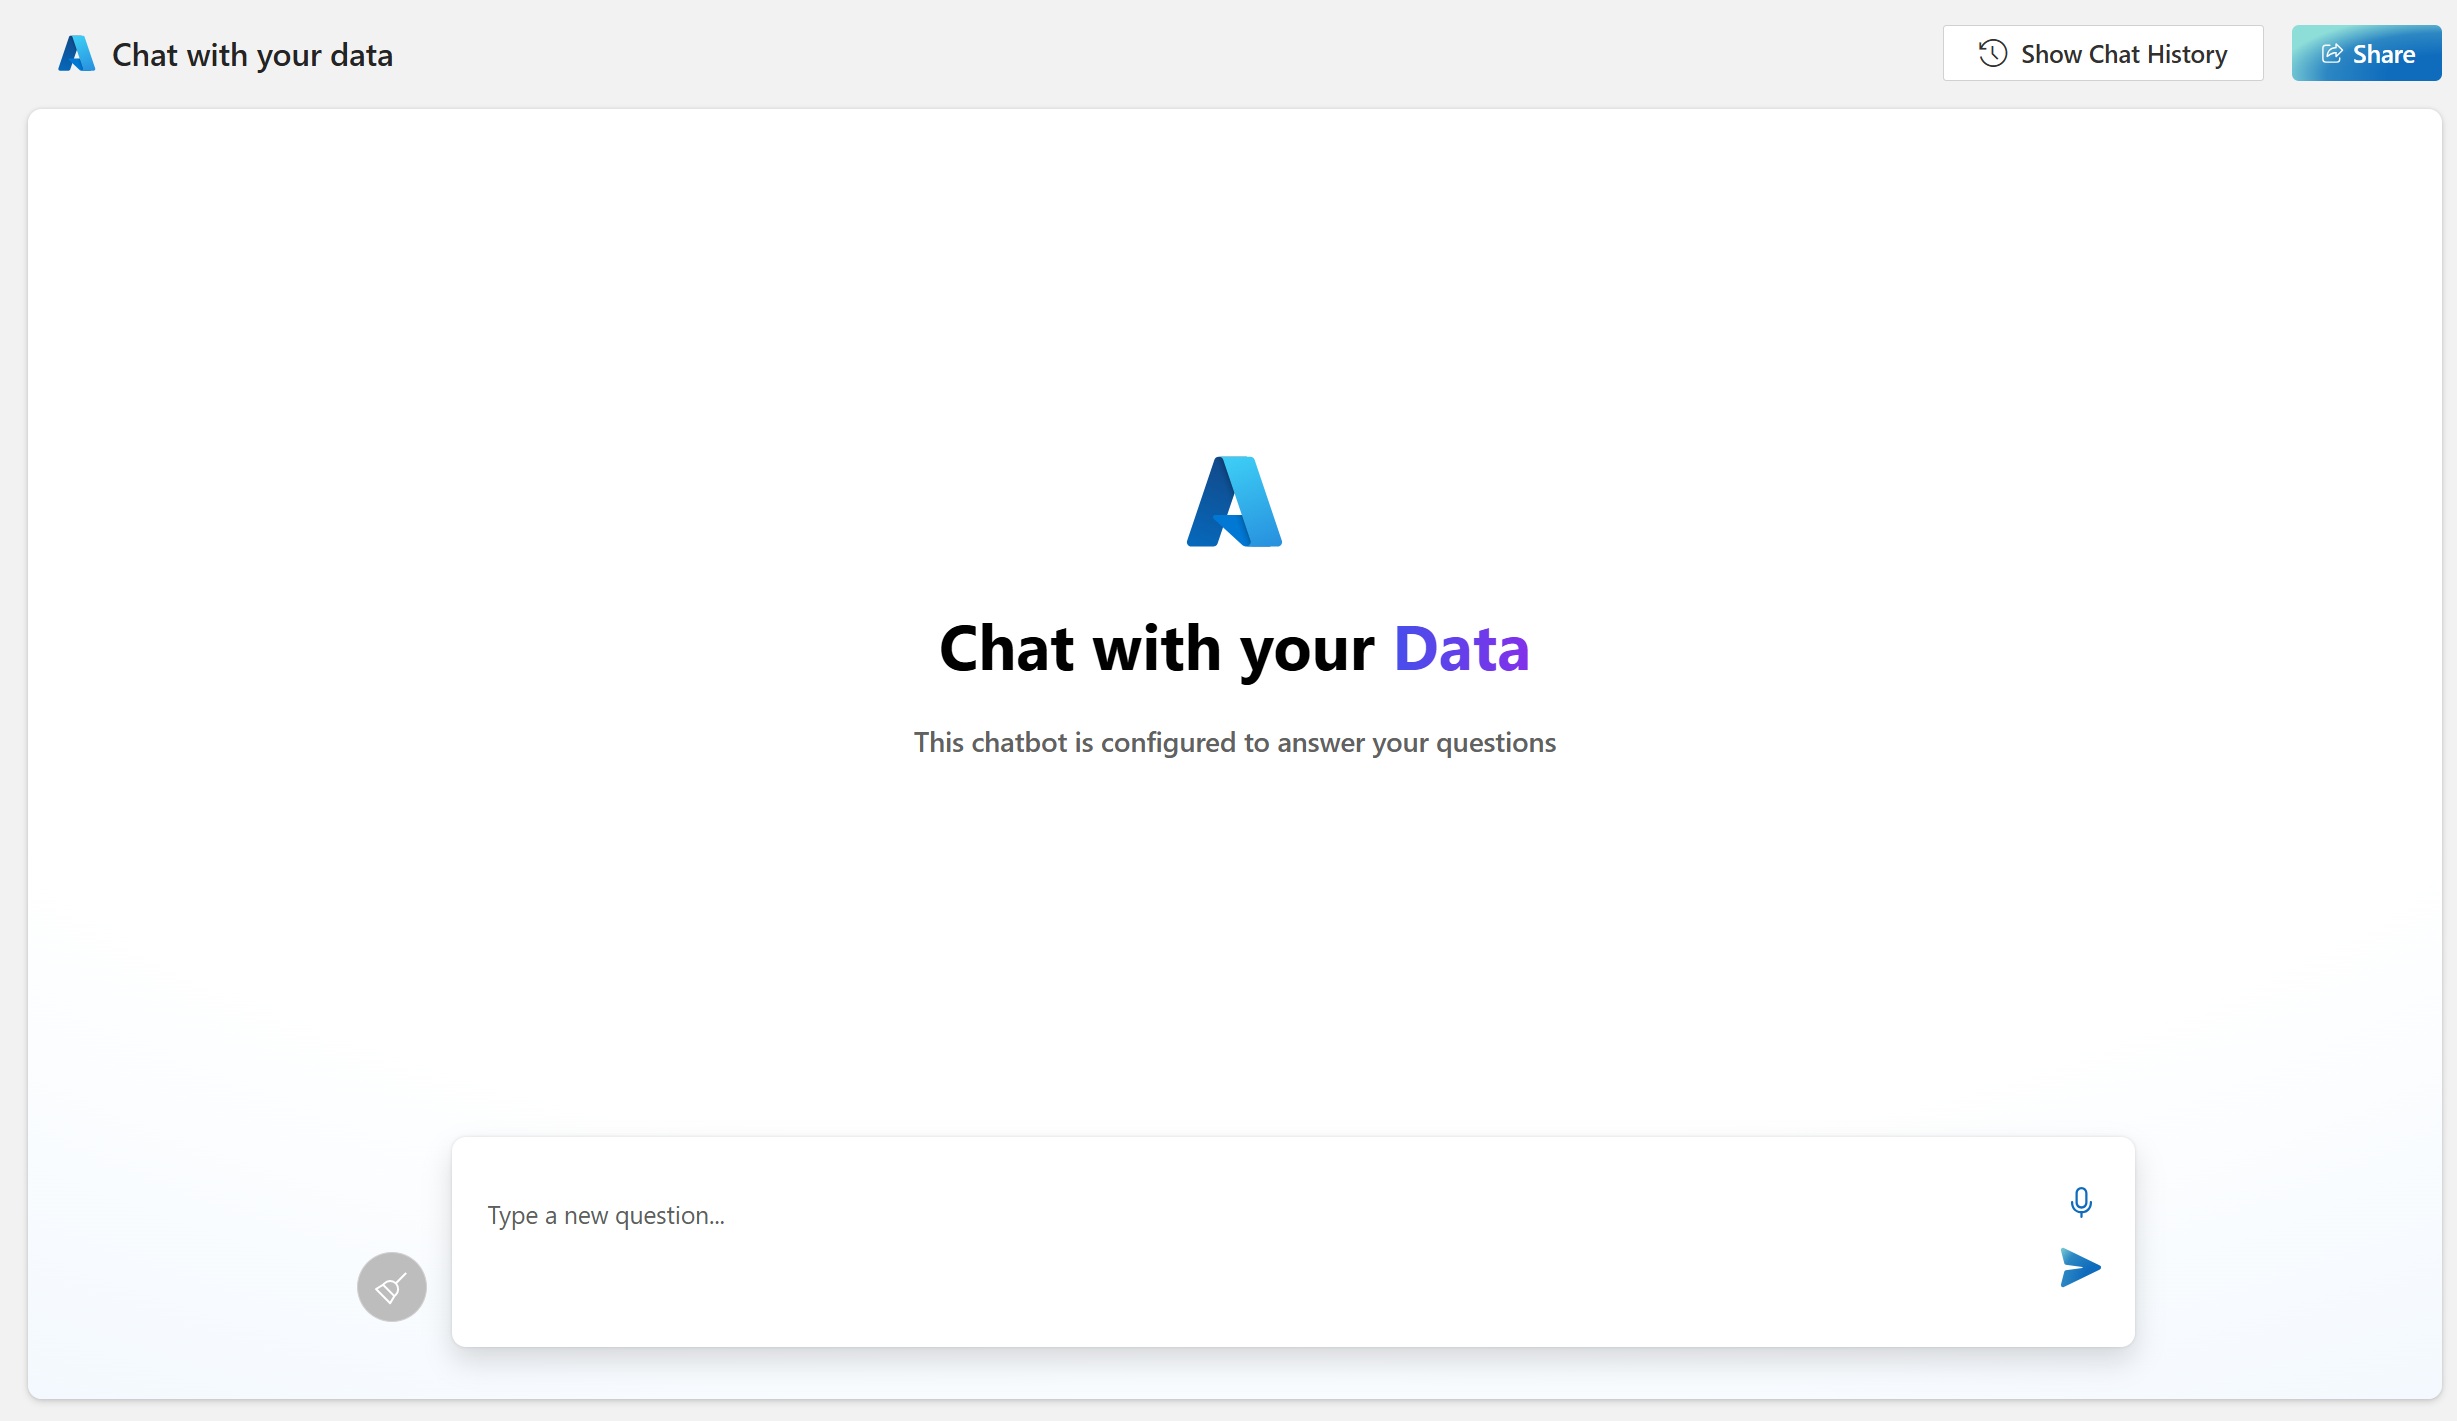 Chat with your data
Show Chat History
Share
Chat with your Data
This chatbot is configured to answer your questions
Type a new question...